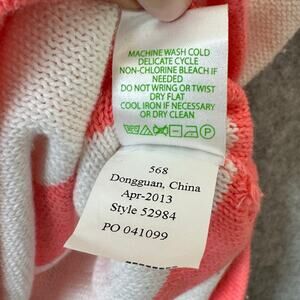 MACHINE WASH COLD
DELICATE CYCLE
NON-CHLORINE BLEACH IF
NEEDED
DO NOT WRING OR TWIST
DRY FLAT
COOL IRON IF NECESSARY
OR DRY CLEAN
568
Dongguan, China
Apr-2013
Style 52984
PO 041099